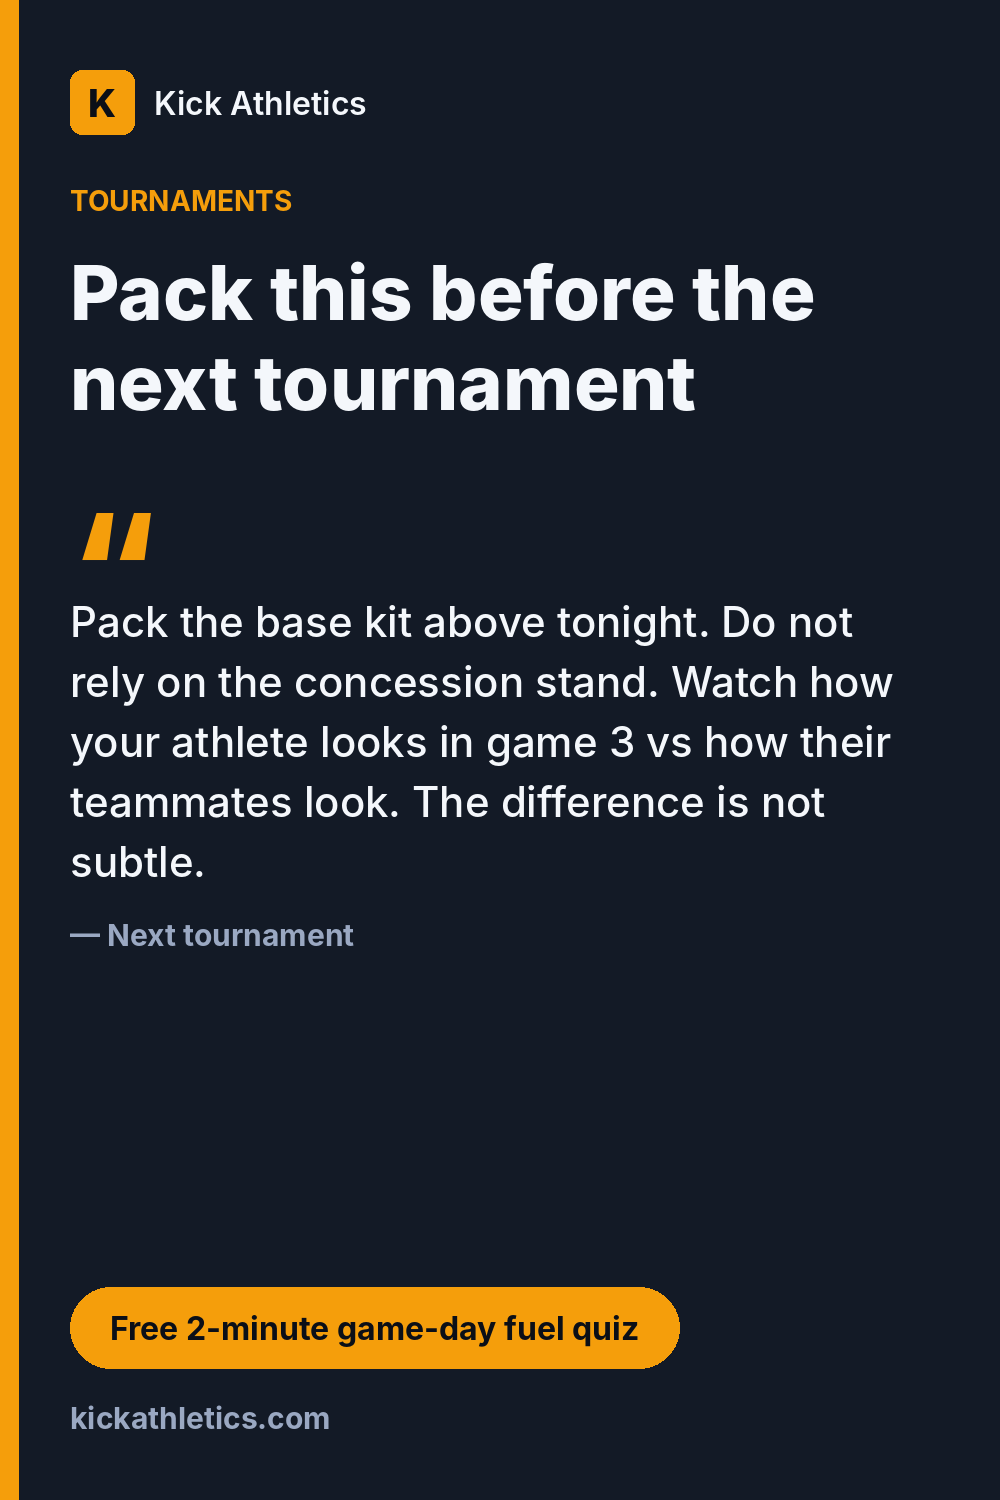 K
Kick Athletics
TOURNAMENTS
Pack this before the
next tournament
“
Pack the base kit above tonight. Do not
rely on the concession stand. Watch how
your athlete looks in game 3 vs how their
teammates look. The difference is not
subtle.
— Next tournament
Free 2-minute game-day fuel quiz
kickathletics.com